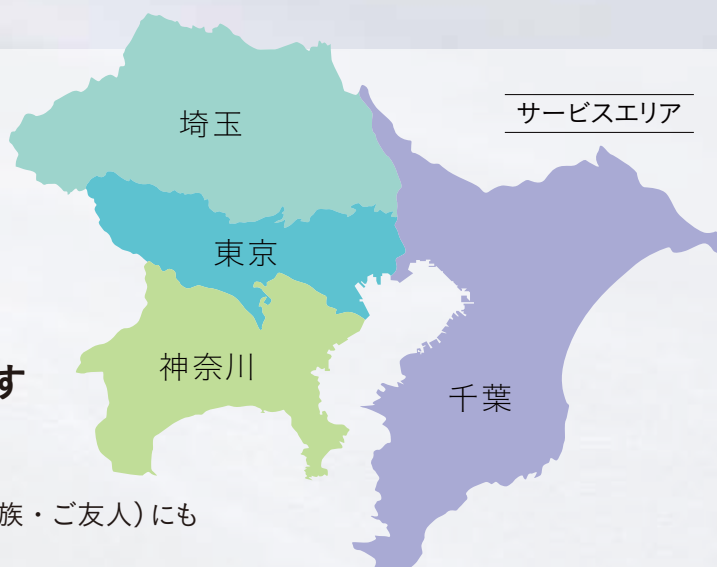 サービスエリア
埼玉
東京
神奈川
千葉
す
族・ご友人）にも